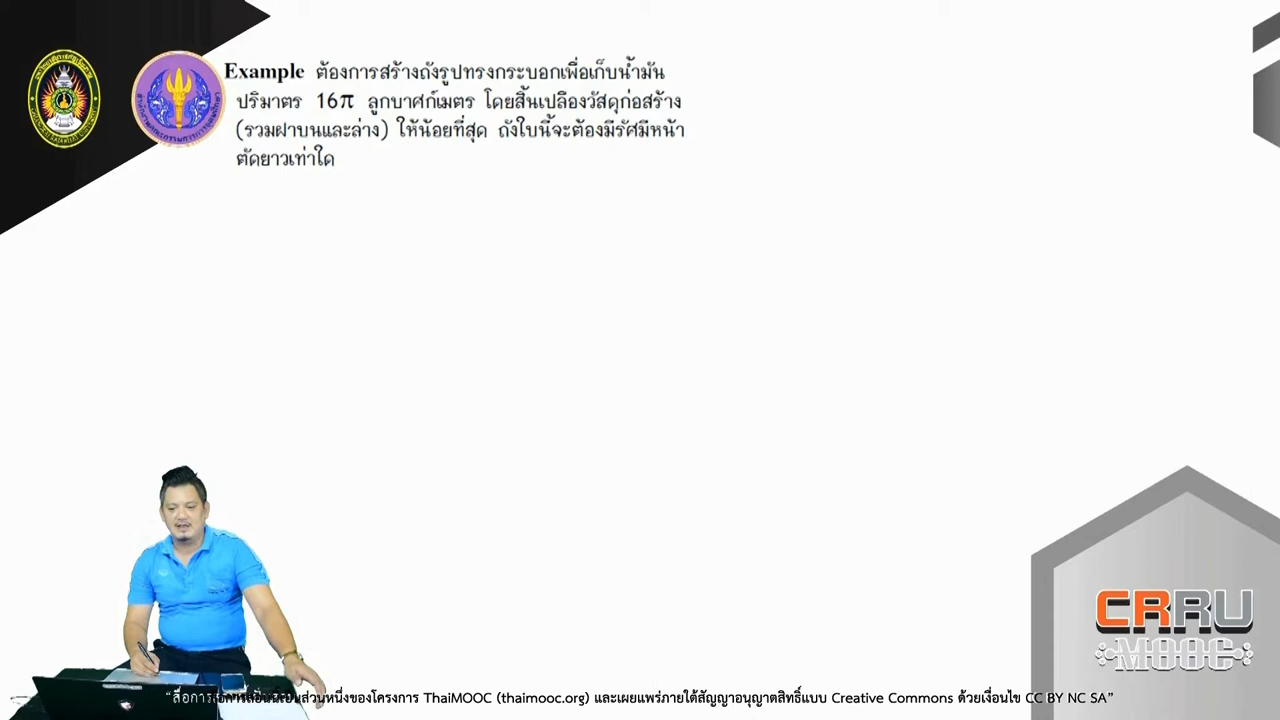 Example ต้องการสร้างถังรูปทรงกระบอกเพื่อเก็บน้ำมัน
ปริมาตร 16π ลูกบาศก์เมตร โดยสิ้นเปลืองวัสดุก่อสร้าง
(รวมฝาบนและล่าง) ให้น้อยที่สุด ถังใบนี้จะต้องมีรัศมีหน้า
ตัดยาวเท่าใด
CRRU
MOOC
“สื่อการ ส่วนหนึ่งของโครงการ ThaiMOOC (thaimooc.org) และเผยแพร่ภายใต้สัญญาอนุญาตสิทธิ์แบบ Creative Commons ด้วยเงื่อนไข CC BY NC SA”